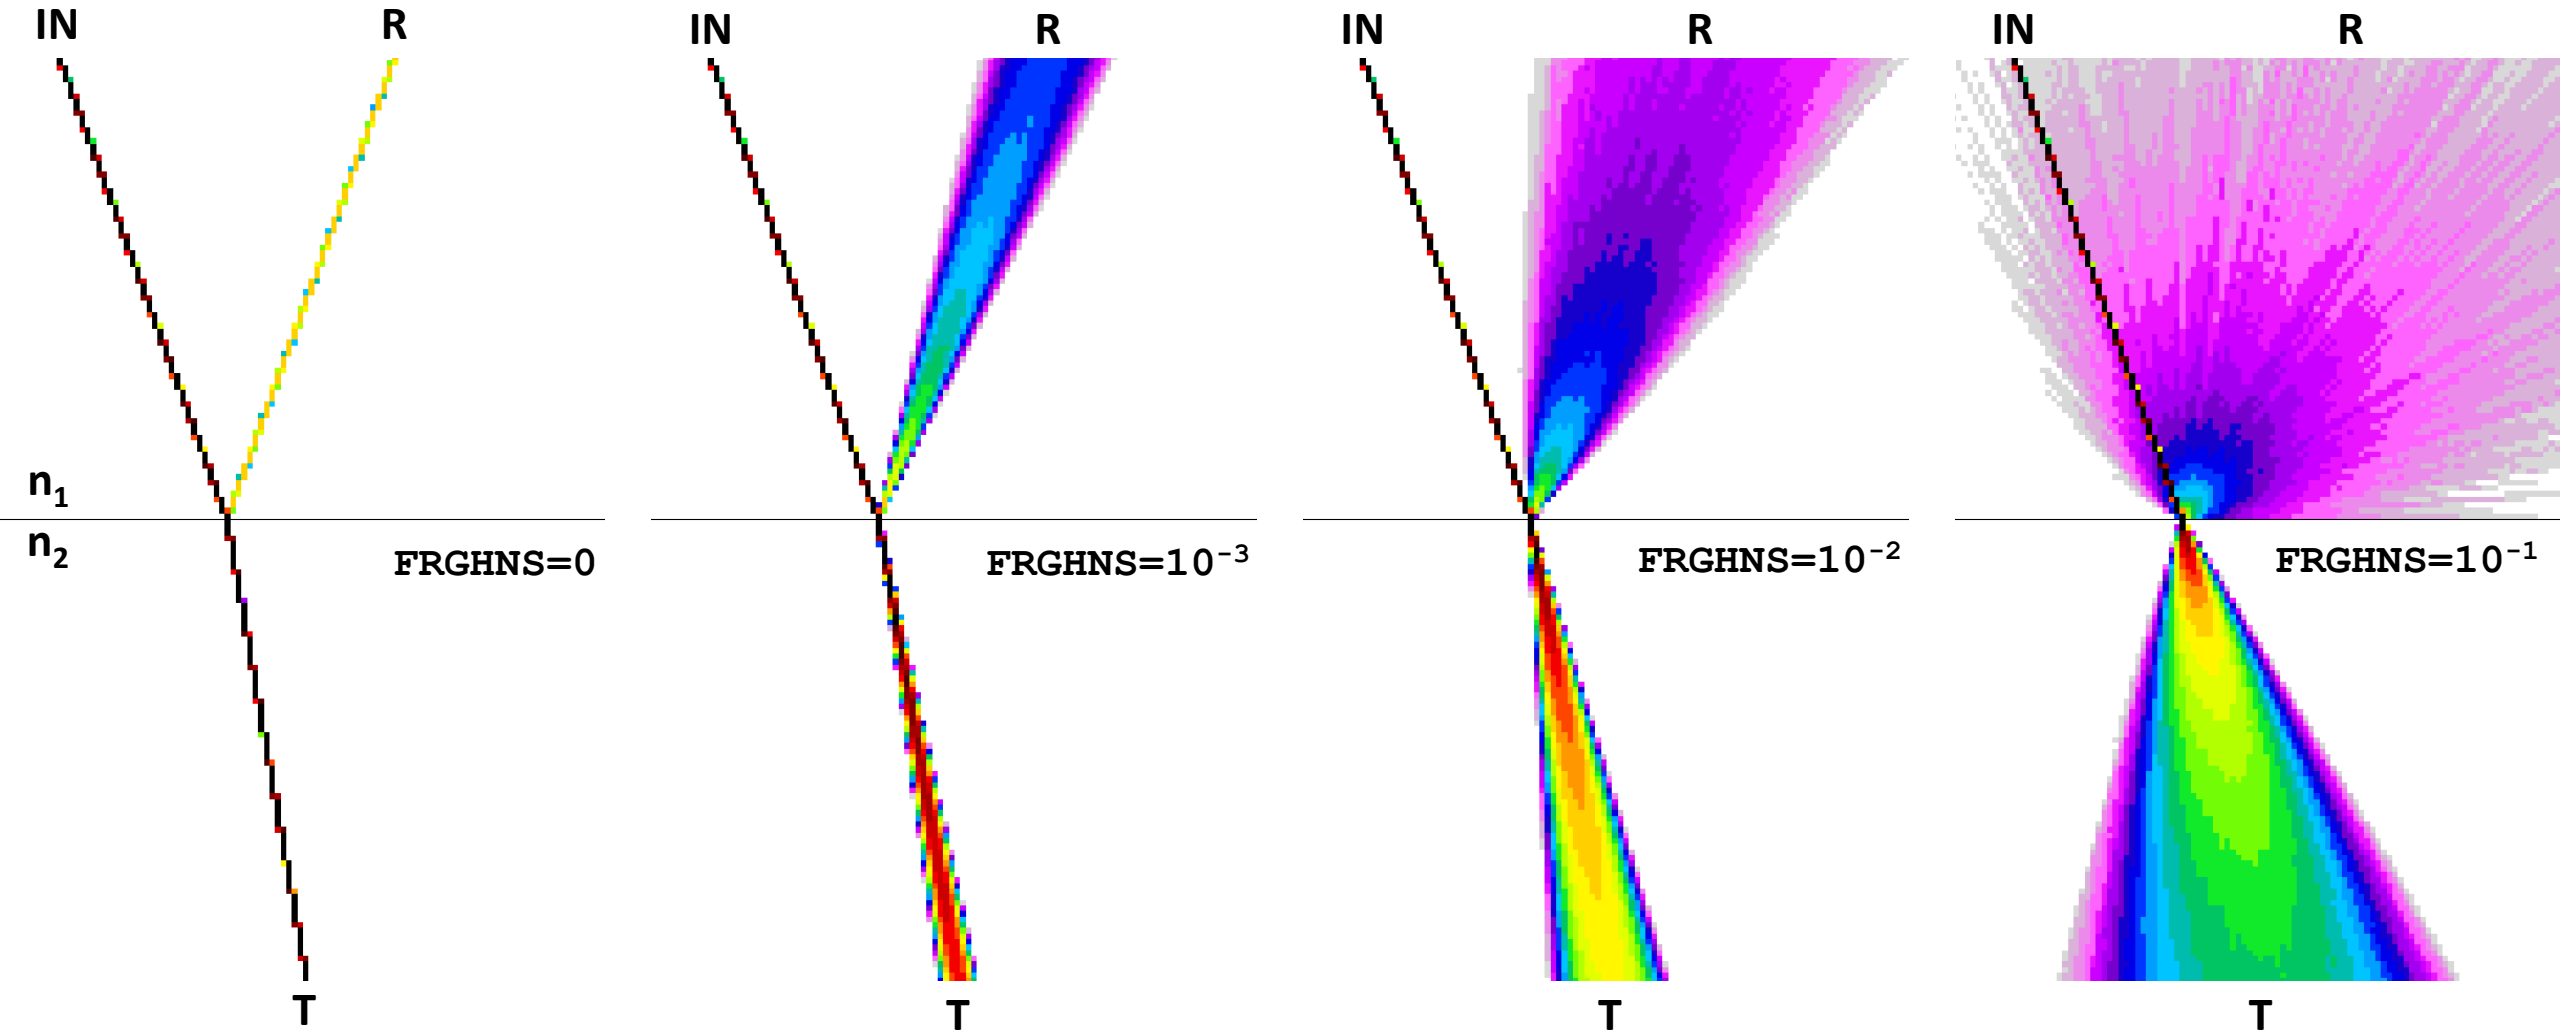 IN R IN R IN R IN R
n₁
n₂
FRGHNS=0 FRGHNS=10⁻³ FRGHNS=10⁻² FRGHNS=10⁻¹
T T T T